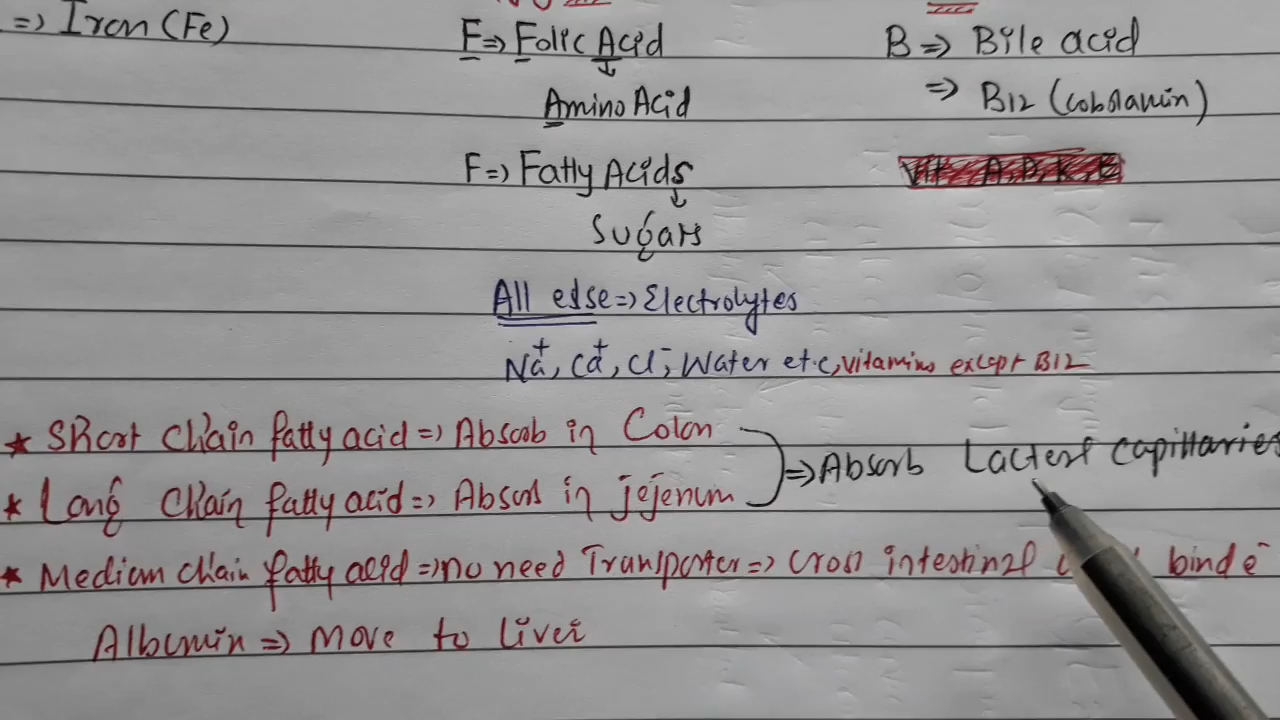 => Iron (Fe)
F => Folic Acid
Amino Acid
F => Fatty Acids
Sugars
B => Bile acid
=> B12 (cobalamin)
All edse => Electrolytes
Na+, Ca+, Cl-, Water etc, vitamins except B12
* Short Chain fatty acid => Absorb in Colon
* Long Chain fatty acid => Absorb in jejenum
=> Absorb Lacteal capillaries
* Medium chain fatty acid => no need Transporter => Cross intestinal binde
Albumin => Move to liver